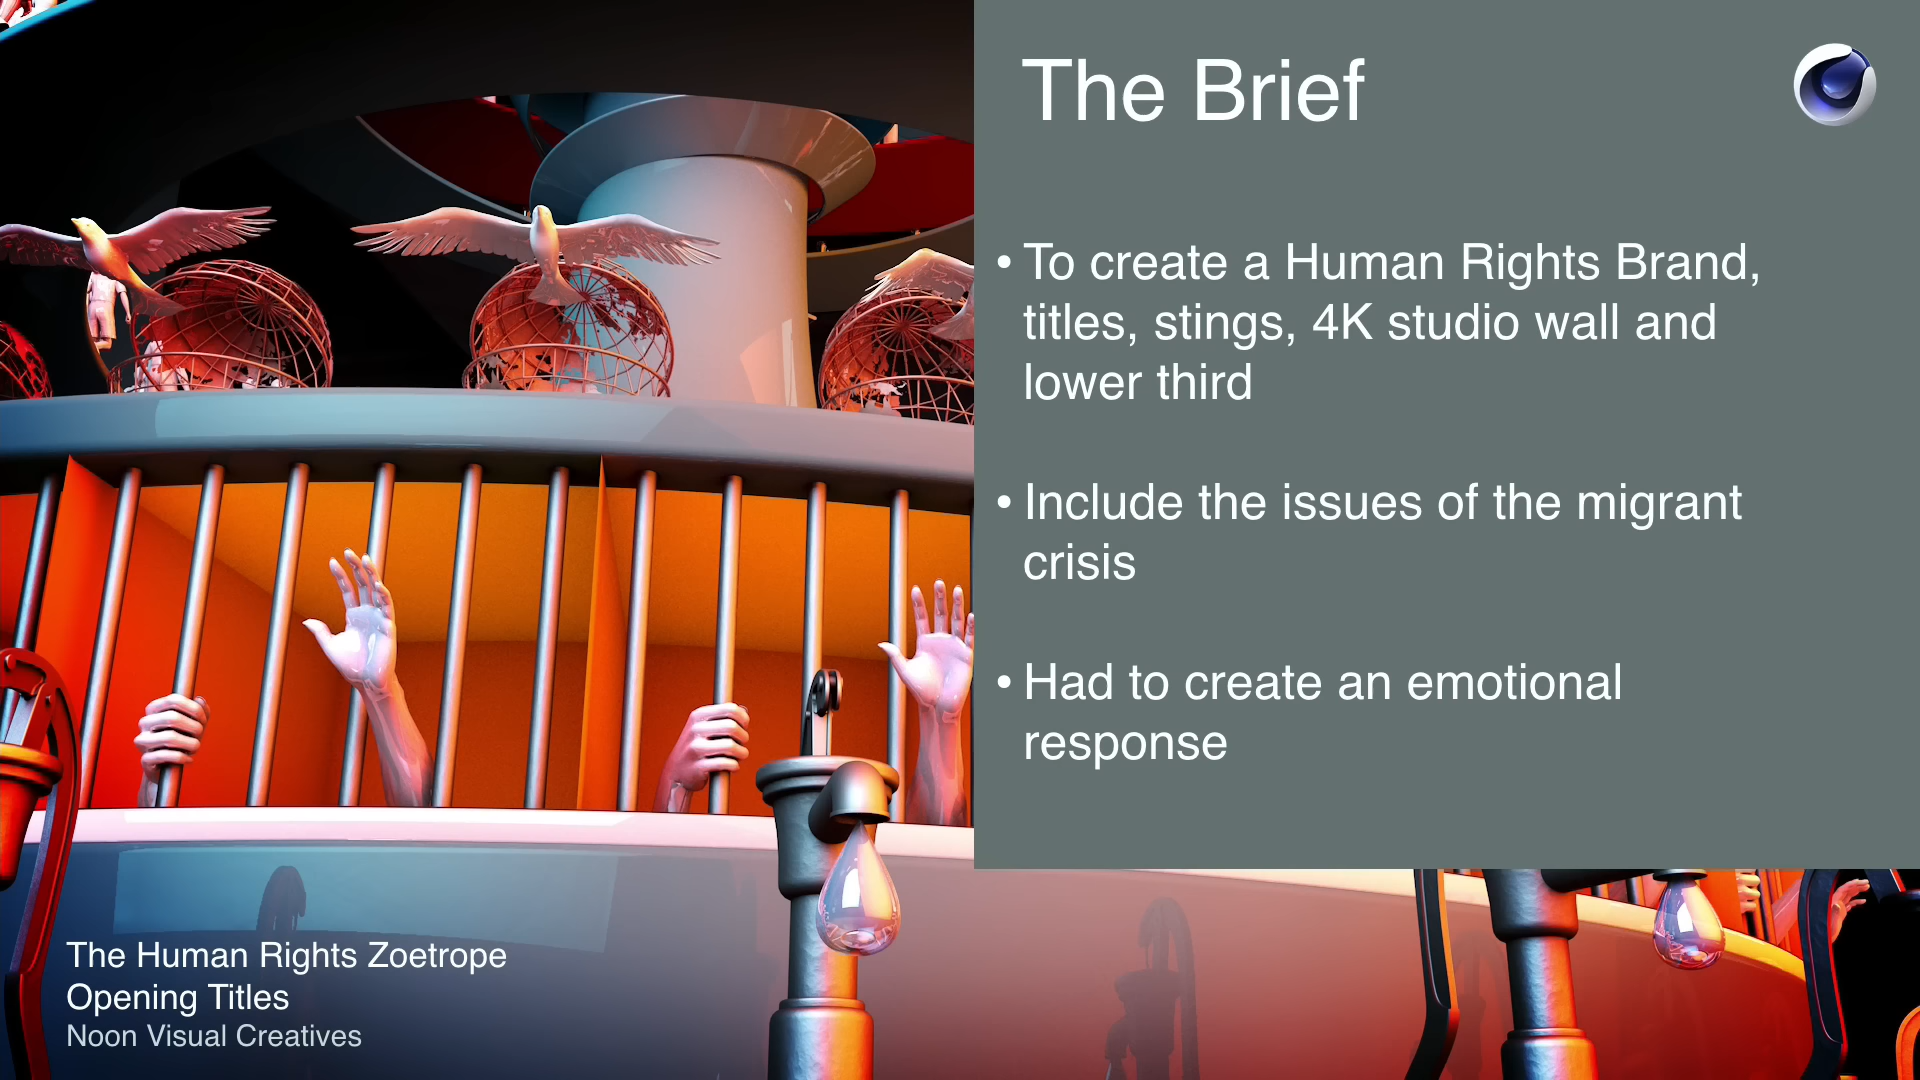 The Brief
• To create a Human Rights Brand,
titles, stings, 4K studio wall and
lower third
• Include the issues of the migrant
crisis
• Had to create an emotional
response
The Human Rights Zoetrope
Opening Titles
Noon Visual Creatives